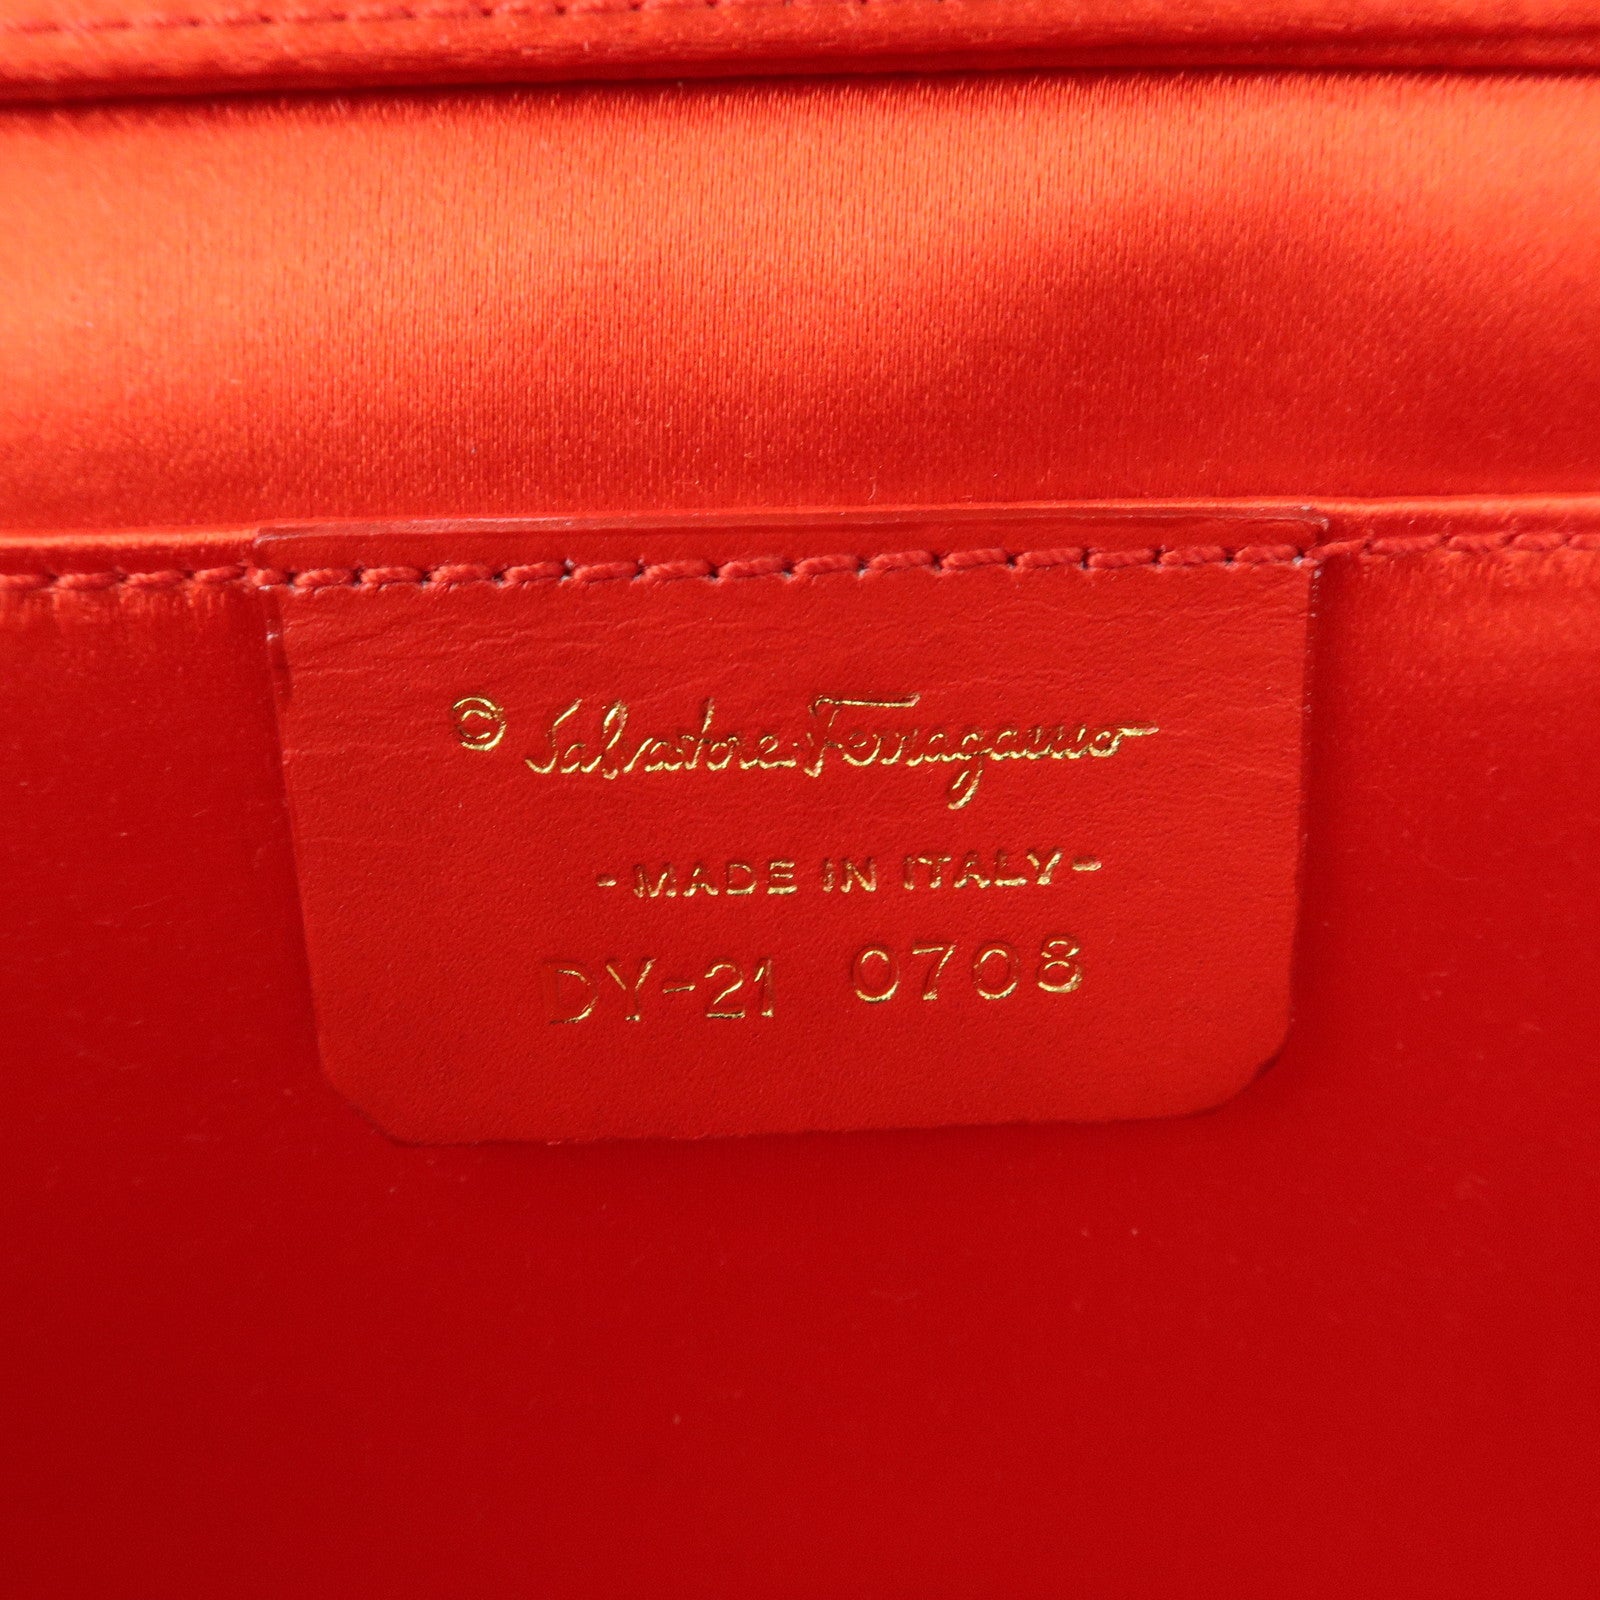 © Salvatore Ferragamo
-MADE IN ITALY-
DY-21 0708